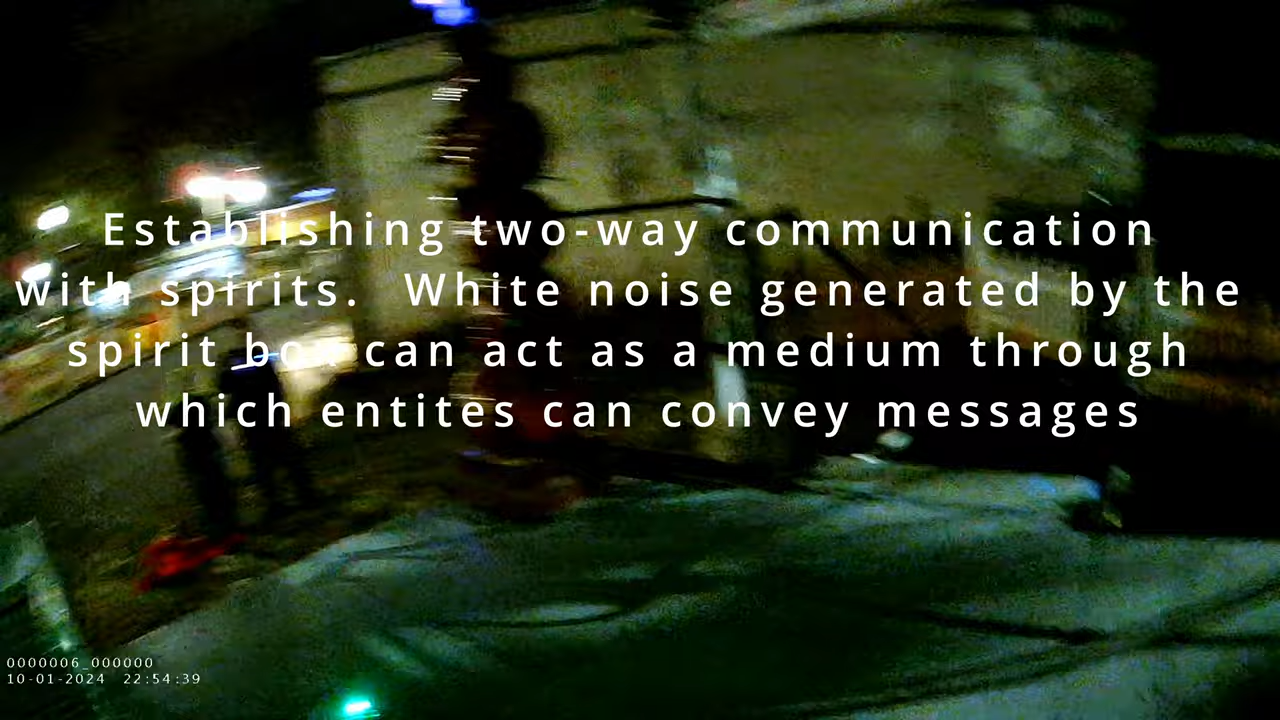 Establishing two-way communication
with spirits.  White noise generated by the
spirit box can act as a medium through
which entites can convey messages
0000006_000000
10-01-2024  22:54:39